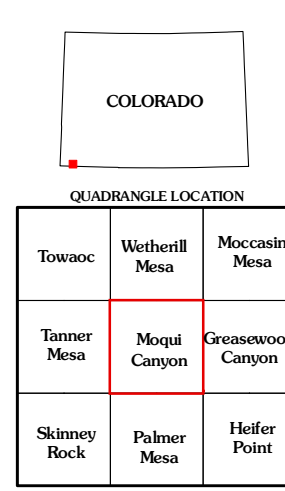 COLORADO
QUADRANGLE LOCATION
Towaoc
Wetherill
Mesa
Moccasin
Mesa
Tanner
Mesa
Moqui
Canyon
Greasewoo
Canyon
Skinney
Rock
Palmer
Mesa
Heifer
Point